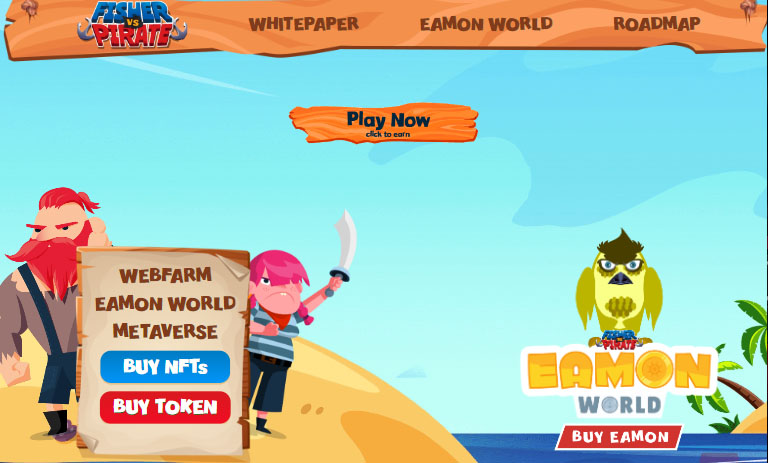 FISHER
VS
PIRATE
WHITEPAPER
EAMON WORLD
ROADMAP
Play Now
click to earn
WEBFARM
EAMON WORLD
METAVERSE
BUY NFTs
BUY TOKEN
FISHER
VS
PIRATE
EAMON
WORLD
BUY EAMON